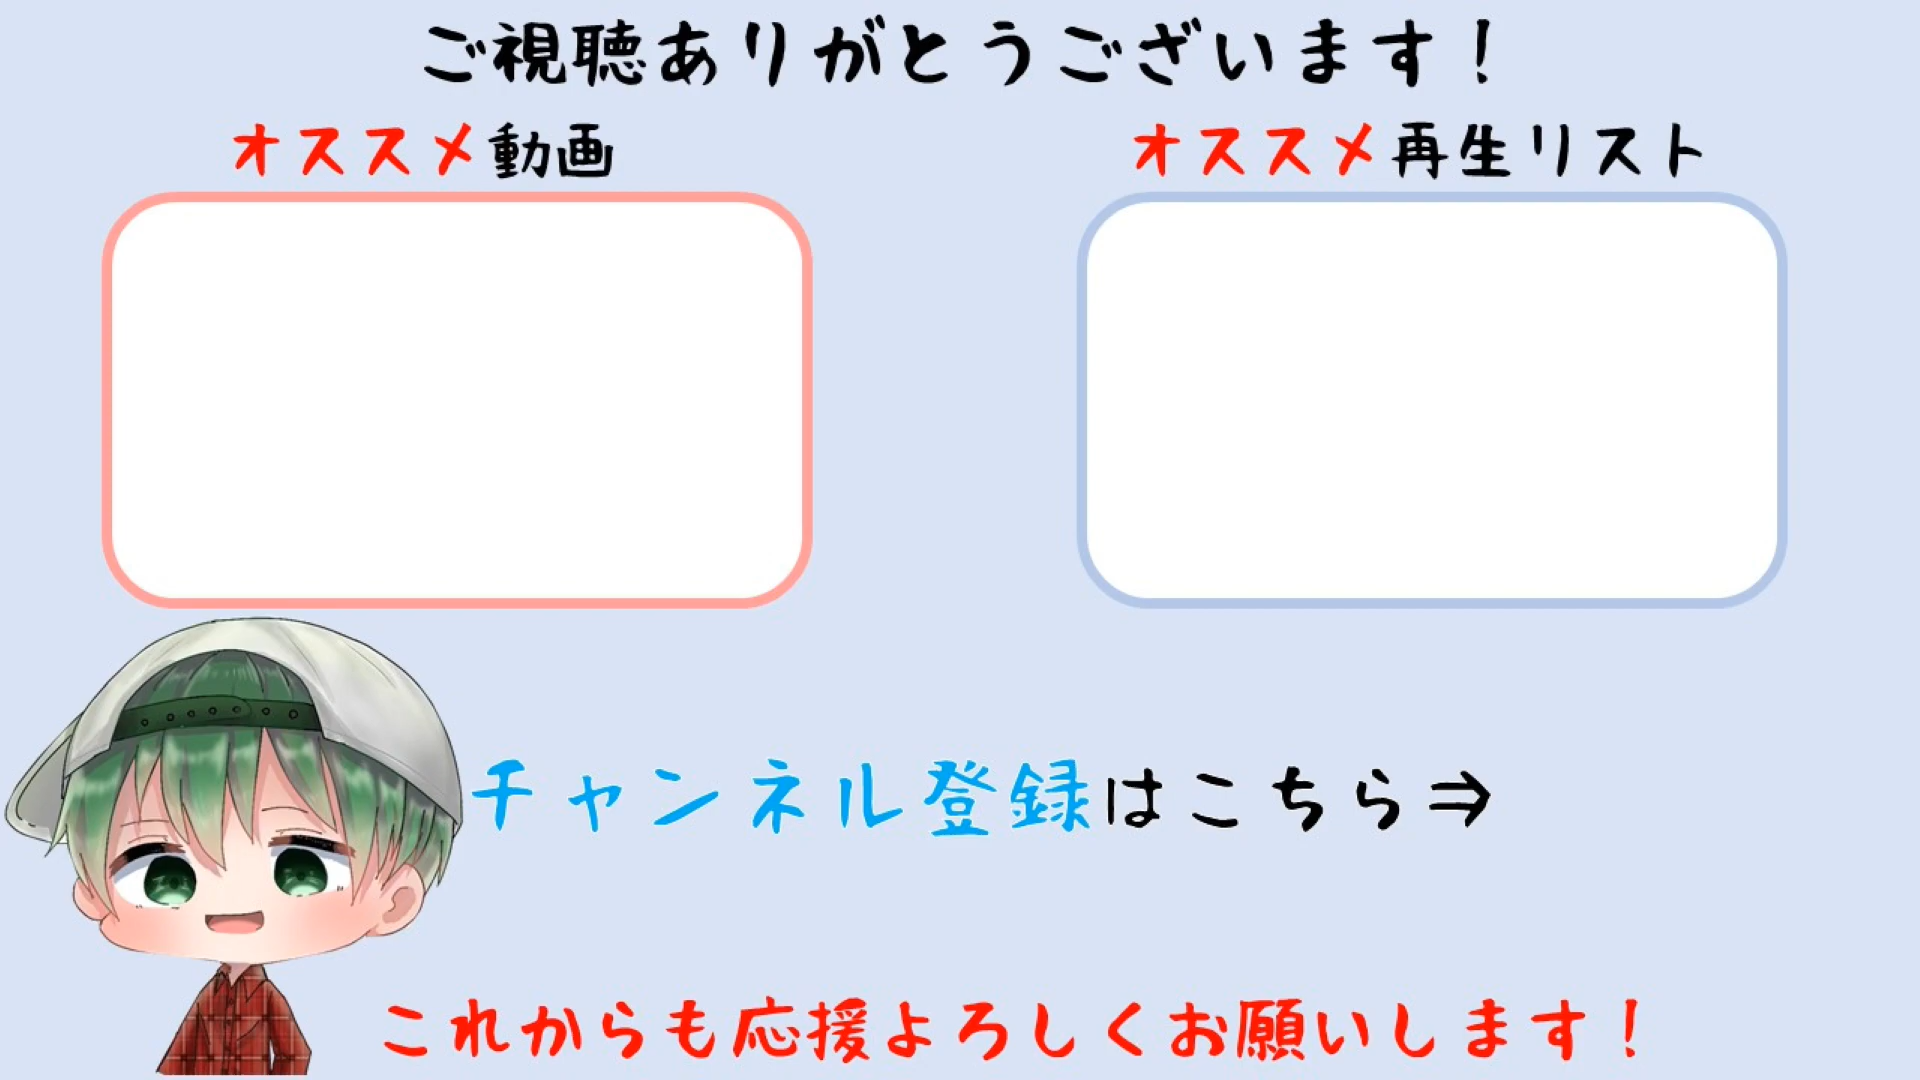 ご視聴ありがとうございます！
オススメ動画
オススメ再生リスト
チャンネル登録はこちら⇒
これからも応援よろしくお願いします！